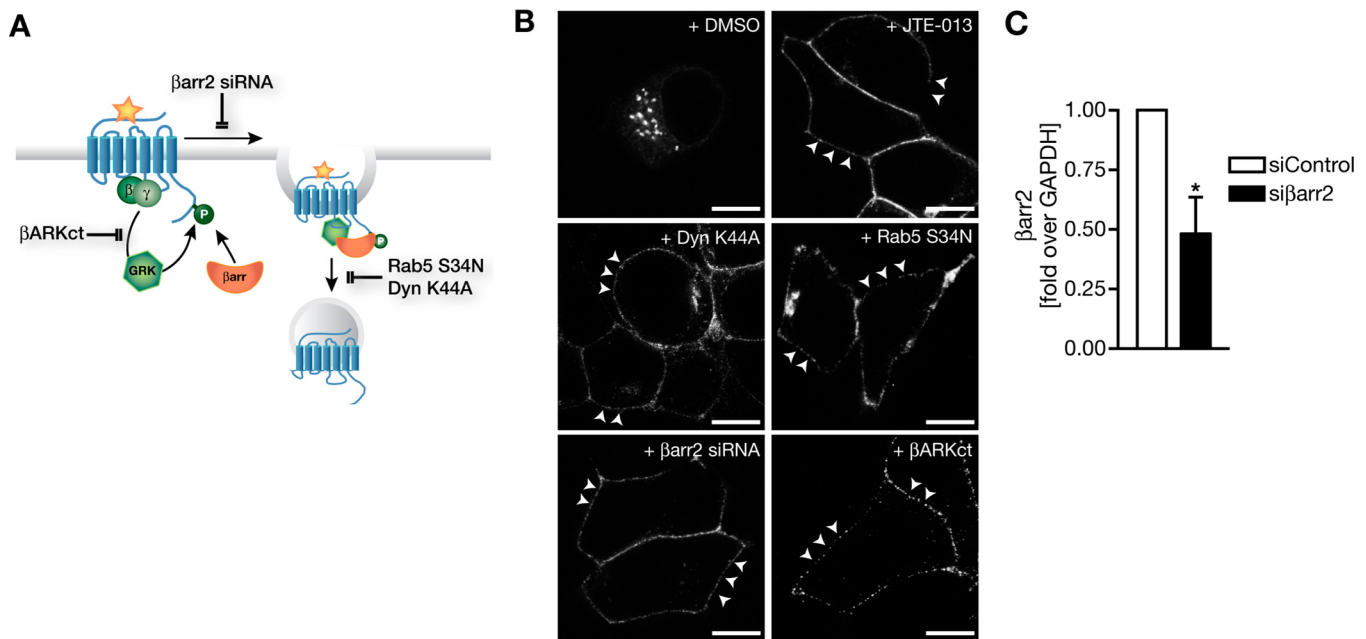 A
βarr2 siRNA
β
γ
P
βARKct
GRK
βarr
P
Rab5 S34N
Dyn K44A
B
+ DMSO
+ JTE-013
+ Dyn K44A
+ Rab5 S34N
+ βarr2 siRNA
+ βARKct
C
βarr2
[fold over GAPDH]
1.00
0.75
0.50
0.25
0.00
*
siControl
siβarr2